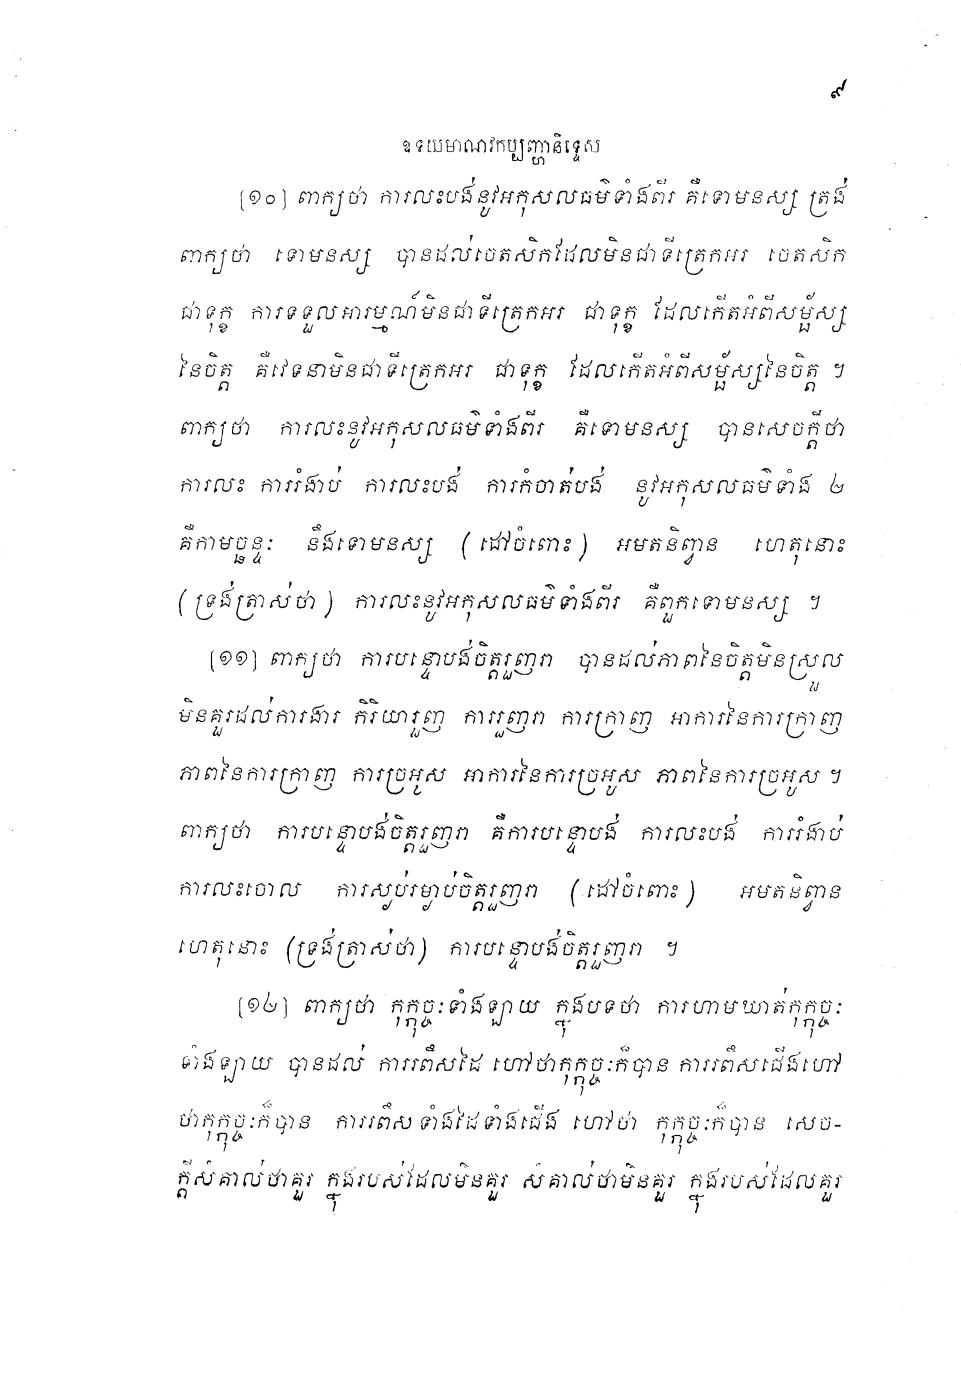 ៩
ឧទយមាណវកប្បញ្ហានិទ្ទេស
[១០] ពាក្យថា ការលះបង់នូវអកុសលធម៌ទាំងពីរ គឺទោមនស្ស ត្រង់
ពាក្យថា ទោមនស្ស បានដល់ចេតសិកដែលមិនជាទីត្រេកអរ ចេតសិក
ជាទុក្ខ ការទទួលអារម្មណ៍មិនជាទីត្រេកអរ ជាទុក្ខ ដែលកើតអំពីសម្ផ័ស្ស
នៃចិត្ត គឺវេទនាមិនជាទីត្រេកអរ ជាទុក្ខ ដែលកើតអំពីសម្ផ័ស្សនៃចិត្ត ។
ពាក្យថា ការលះនូវអកុសលធម៌ទាំងពីរ គឺទោមនស្ស បានសេចក្តីថា
ការលះ ការរំងាប់ ការលះបង់ ការកំចាត់បង់ នូវអកុសលធម៌ទាំង ២
គឺកាមច្ឆន្ទៈ នឹងទោមនស្ស (ដៅចំពោះ) អមតនិព្វាន ហេតុនោះ
(ទ្រង់ត្រាស់ថា) ការលះនូវអកុសលធម៌ទាំងពីរ គឺពួកទោមនស្ស ។
[១១] ពាក្យថា ការបន្ទោបង់ចិត្តរួញរា បានដល់ភាពនៃចិត្តមិនស្រួល
មិនគួរដល់ការងារ កិរិយារួញ ការរួញរា ការក្រាញ អាការនៃការក្រាញ
ភាពនៃការក្រាញ ការច្រអូស អាការនៃការច្រអូស ភាពនៃការច្រអូស ។
ពាក្យថា ការបន្ទោបង់ចិត្តរួញរា គឺការបន្ទោបង់ ការលះបង់ ការរំងាប់
ការលះចោល ការស្ងប់រម្ងាប់ចិត្តរួញរា (ដៅចំពោះ) អមតនិព្វាន
ហេតុនោះ (ទ្រង់ត្រាស់ថា) ការបន្ទោបង់ចិត្តរួញរា ។
[១២] ពាក្យថា កុក្កុច្ចៈទាំងឡាយ ក្នុងបទថា ការហាមឃាត់កុក្កុច្ចៈ
ទាំងឡាយ បានដល់ ការរពឹសដៃ ហៅថាកុក្កុច្ចៈក៏បាន ការរពឹសជើងហៅ
ថាកុក្កុច្ចៈក៏បាន ការរពឹសទាំងដៃទាំងជើង ហៅថា កុក្កុច្ចៈក៏បាន សេច-
ក្តីសំគាល់ថាគួរ ក្នុងរបស់ដែលមិនគួរ សំគាល់ថាមិនគួរ ក្នុងរបស់ដែលគួរ